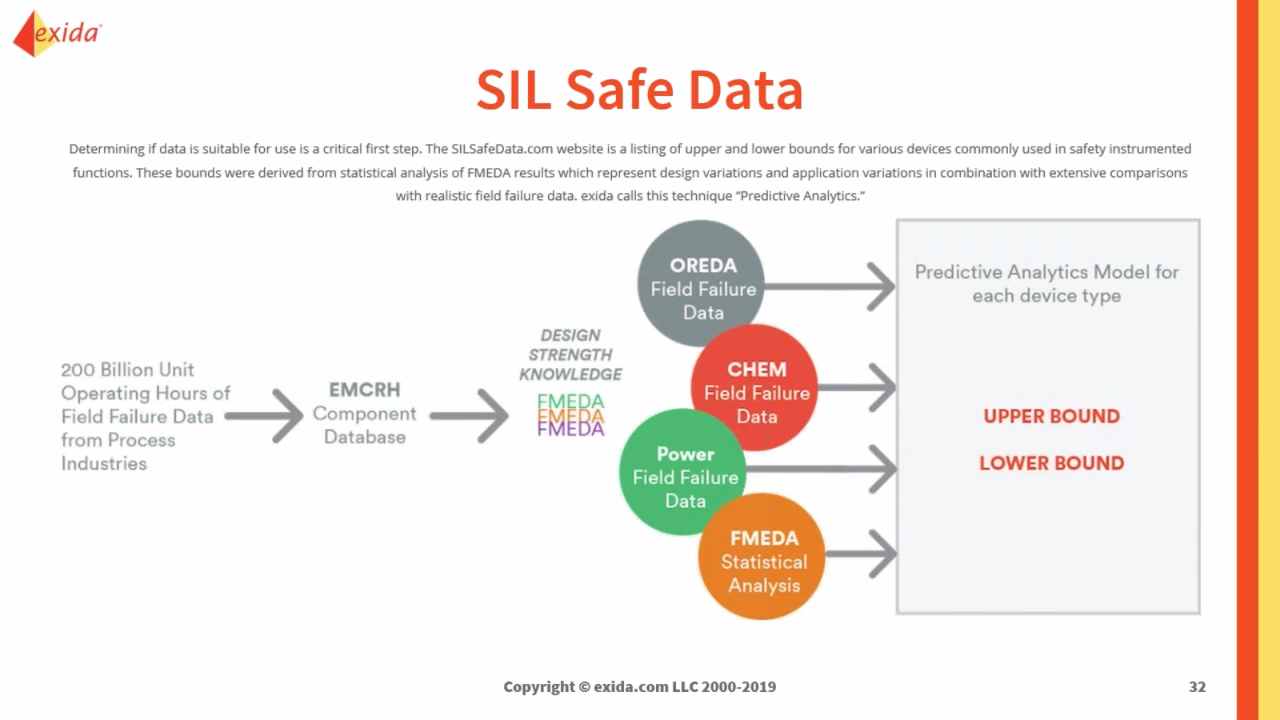 exida
SIL Safe Data
Determining if data is suitable for use is a critical first step. The SILSafeData.com website is a listing of upper and lower bounds for various devices commonly used in safety instrumented
functions. These bounds were derived from statistical analysis of FMEDA results which represent design variations and application variations in combination with extensive comparisons
with realistic field failure data. exida calls this technique “Predictive Analytics.”
200 Billion Unit
Operating Hours of
Field Failure Data
from Process
Industries
EMCRH
Component
Database
DESIGN
STRENGTH
KNOWLEDGE
FMEDA
FMEDA
FMEDA
OREDA
Field Failure
Data
CHEM
Field Failure
Data
Power
Field Failure
Data
FMEDA
Statistical
Analysis
Predictive Analytics Model for
each device type
UPPER BOUND
LOWER BOUND
Copyright © exida.com LLC 2000-2019
32